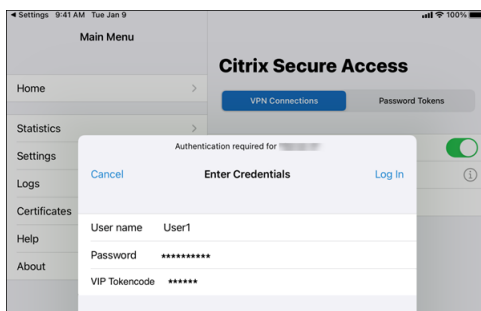 ◀ Settings 9:41 AM Tue Jan 9 100%
Main Menu
Citrix Secure Access
Home
VPN Connections Password Tokens
Statistics
Settings
Logs
Certificates
Help
About
Authentication required for
Cancel Enter Credentials Log In
User name User1
Password **********
VIP Tokencode ******